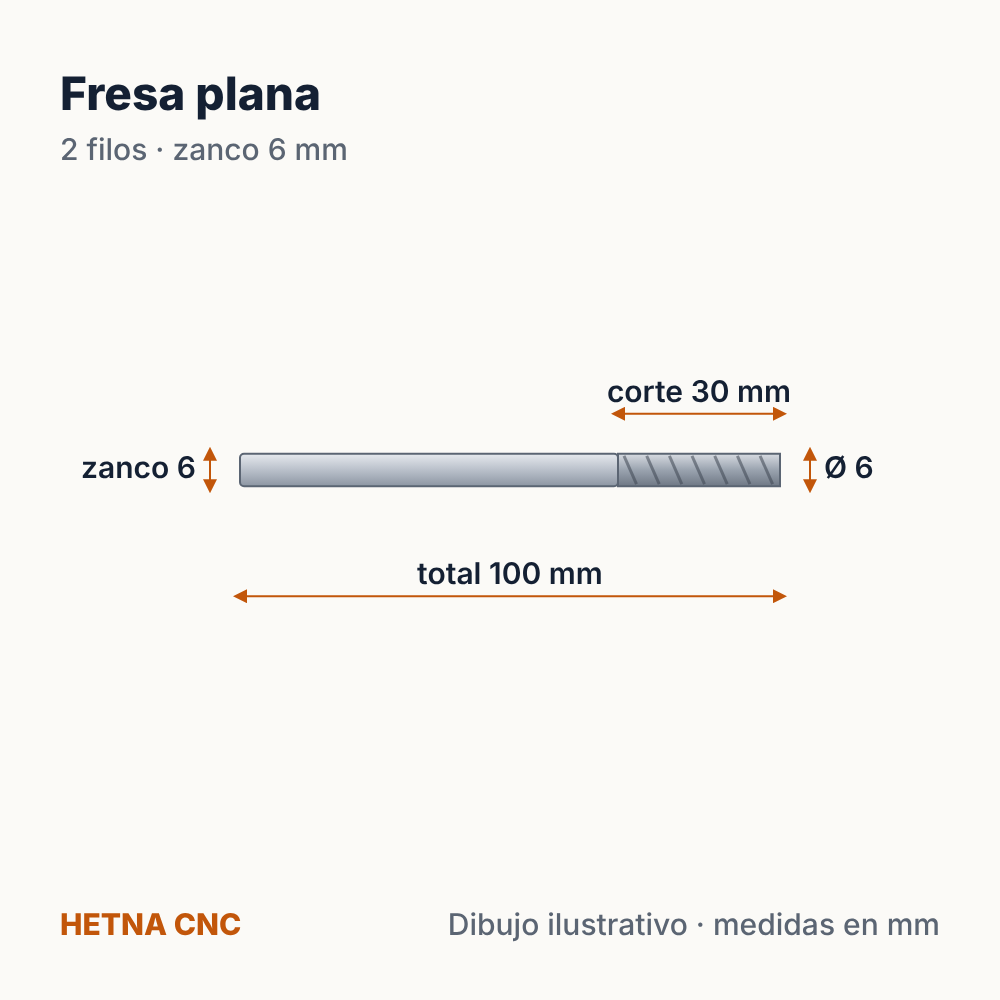 Fresa plana
2 filos · zanco 6 mm
corte 30 mm
zanco 6
Ø 6
total 100 mm
HETNA CNC
Dibujo ilustrativo · medidas en mm